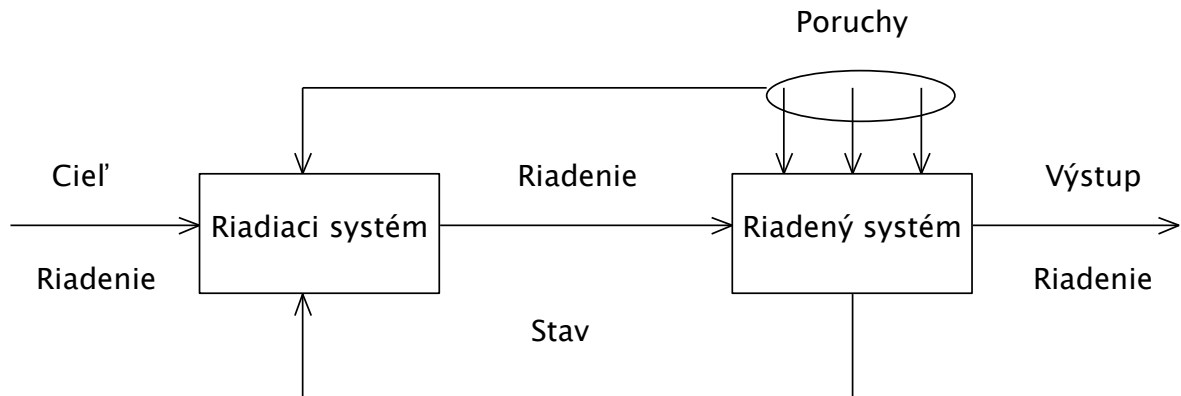 Poruchy
Cieľ
Riadenie
Výstup
Riadiaci systém
Riadený systém
Riadenie
Riadenie
Stav